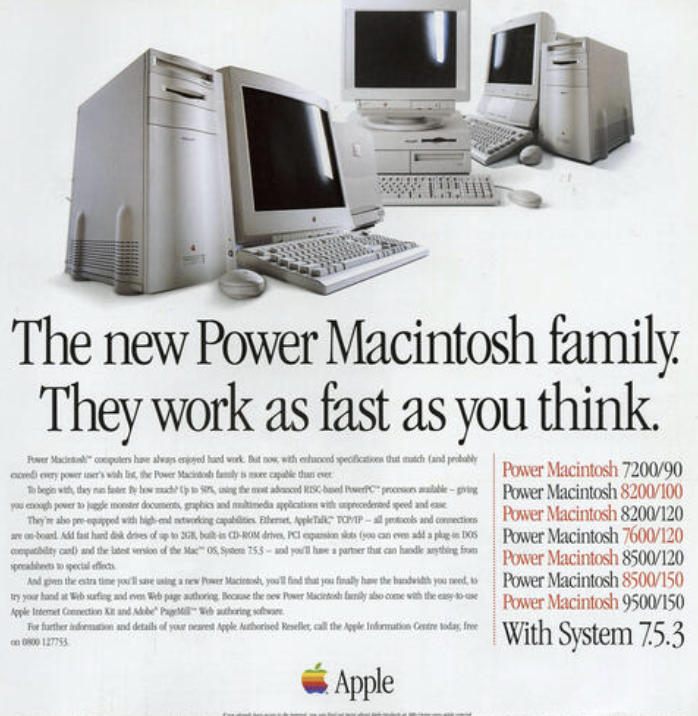 The new Power Macintosh family.
They work as fast as you think.
Power Macintosh™ computers have always enjoyed hard work. But now, with enhanced specifications that match (and probably
exceed) every power user's wish list, the Power Macintosh family is more capable than ever.
To begin with, they run faster. By how much? Up to 50%, using the most advanced RISC-based PowerPC™ processors available – giving
you enough power to juggle monster documents, graphics and multimedia applications with unprecedented speed and ease.
They're also pre-equipped with high-end networking capabilities. Ethernet, AppleTalk,™ TCP/IP – all protocols and connections
are on-board. Add fast hard disk drives of up to 2GB, built-in CD-ROM drives, PCI expansion slots (you can even add a plug-in DOS
compatibility card) and the latest version of the Mac™ OS, System 7.5.3 – and you'll have a partner that can handle anything from
spreadsheets to special effects.
And given the extra time you'll save using a new Power Macintosh, you'll find that you finally have the bandwidth you need, to
try your hand at Web surfing and even Web page authoring. Because the new Power Macintosh family also come with the easy-to-use
Apple Internet Connection Kit and Adobe® PageMill™ Web authoring software.
For further information and details of your nearest Apple Authorised Reseller, call the Apple Information Centre today, free
on 0800 127753.
Power Macintosh 7200/90
Power Macintosh 8200/100
Power Macintosh 8200/120
Power Macintosh 7600/120
Power Macintosh 8500/120
Power Macintosh 8500/150
Power Macintosh 9500/150
With System 7.5.3
Apple